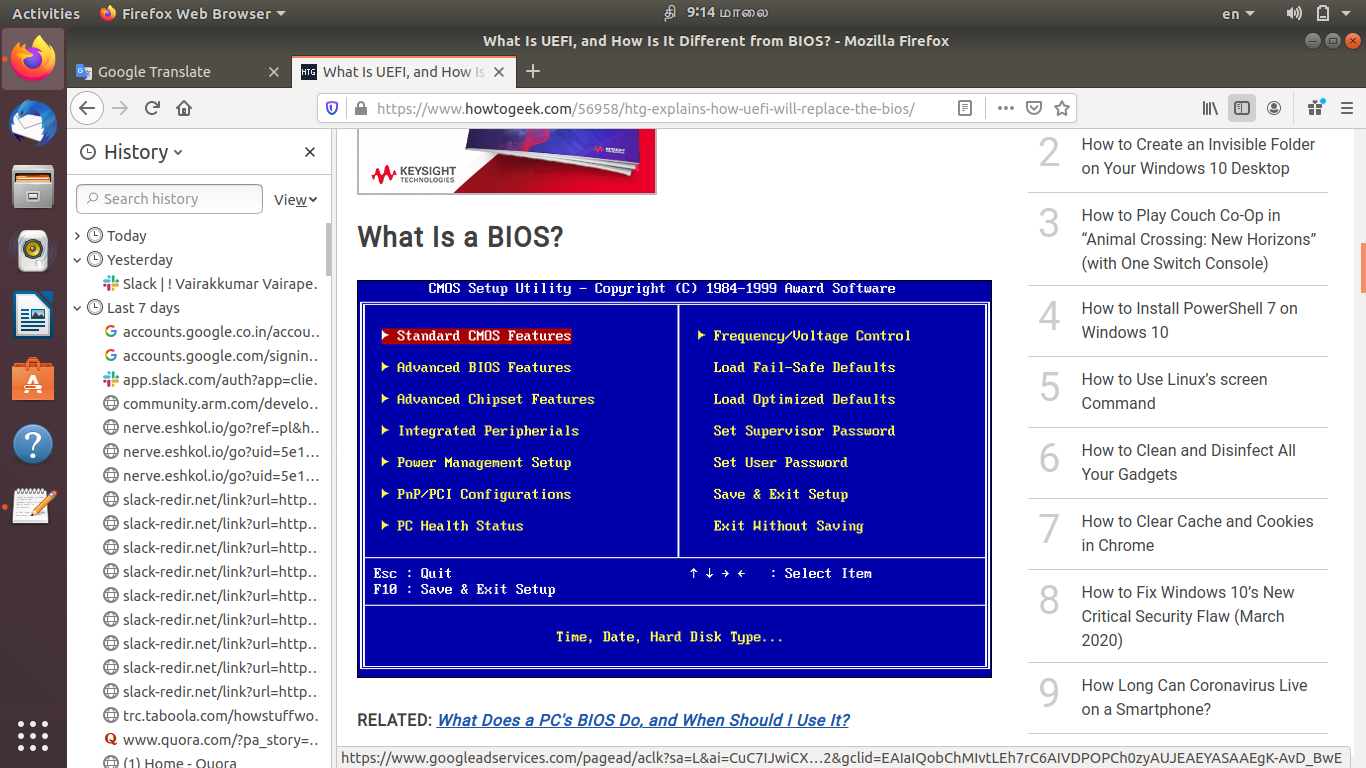 Activities
Firefox Web Browser
தி 9:14 மாலை
en
What Is UEFI, and How Is It Different from BIOS? - Mozilla Firefox
Google Translate
HTG What Is UEFI, and How Is
https://www.howtogeek.com/56958/htg-explains-how-uefi-will-replace-the-bios/
History
Search history
View
Today
Yesterday
Slack | ! Vairakkumar Vairape…
Last 7 days
accounts.google.co.in/accou…
accounts.google.com/signin…
app.slack.com/auth?app=clie…
community.arm.com/develo…
nerve.eshkol.io/go?ref=pl&h…
nerve.eshkol.io/go?uid=5e1…
nerve.eshkol.io/go?uid=5e1…
slack-redir.net/link?url=http…
slack-redir.net/link?url=http…
slack-redir.net/link?url=http…
slack-redir.net/link?url=http…
slack-redir.net/link?url=http…
slack-redir.net/link?url=http…
slack-redir.net/link?url=http…
slack-redir.net/link?url=http…
slack-redir.net/link?url=http…
trc.taboola.com/howstuffwo…
www.quora.com/?pa_story=…
(1) Home - Quora
KEYSIGHT
TECHNOLOGIES
What Is a BIOS?
CMOS Setup Utility - Copyright (C) 1984-1999 Award Software
Standard CMOS Features
Advanced BIOS Features
Advanced Chipset Features
Integrated Peripherials
Power Management Setup
PnP/PCI Configurations
PC Health Status
Frequency/Voltage Control
Load Fail-Safe Defaults
Load Optimized Defaults
Set Supervisor Password
Set User Password
Save & Exit Setup
Exit Without Saving
Esc : Quit
F10 : Save & Exit Setup
↑ ↓ → ← : Select Item
Time, Date, Hard Disk Type...
RELATED: What Does a PC's BIOS Do, and When Should I Use It?
2 How to Create an Invisible Folder
on Your Windows 10 Desktop
3 How to Play Couch Co-Op in
“Animal Crossing: New Horizons”
(with One Switch Console)
4 How to Install PowerShell 7 on
Windows 10
5 How to Use Linux’s screen
Command
6 How to Clean and Disinfect All
Your Gadgets
7 How to Clear Cache and Cookies
in Chrome
8 How to Fix Windows 10’s New
Critical Security Flaw (March
2020)
9 How Long Can Coronavirus Live
on a Smartphone?
https://www.googleadservices.com/pagead/aclk?sa=L&ai=CuC7IJwiCX…2&gclid=EAIaIQobChMIvtLEh7rC6AIVDPOPCh0zyAUJEAEYASAAEgK-AvD_BwE